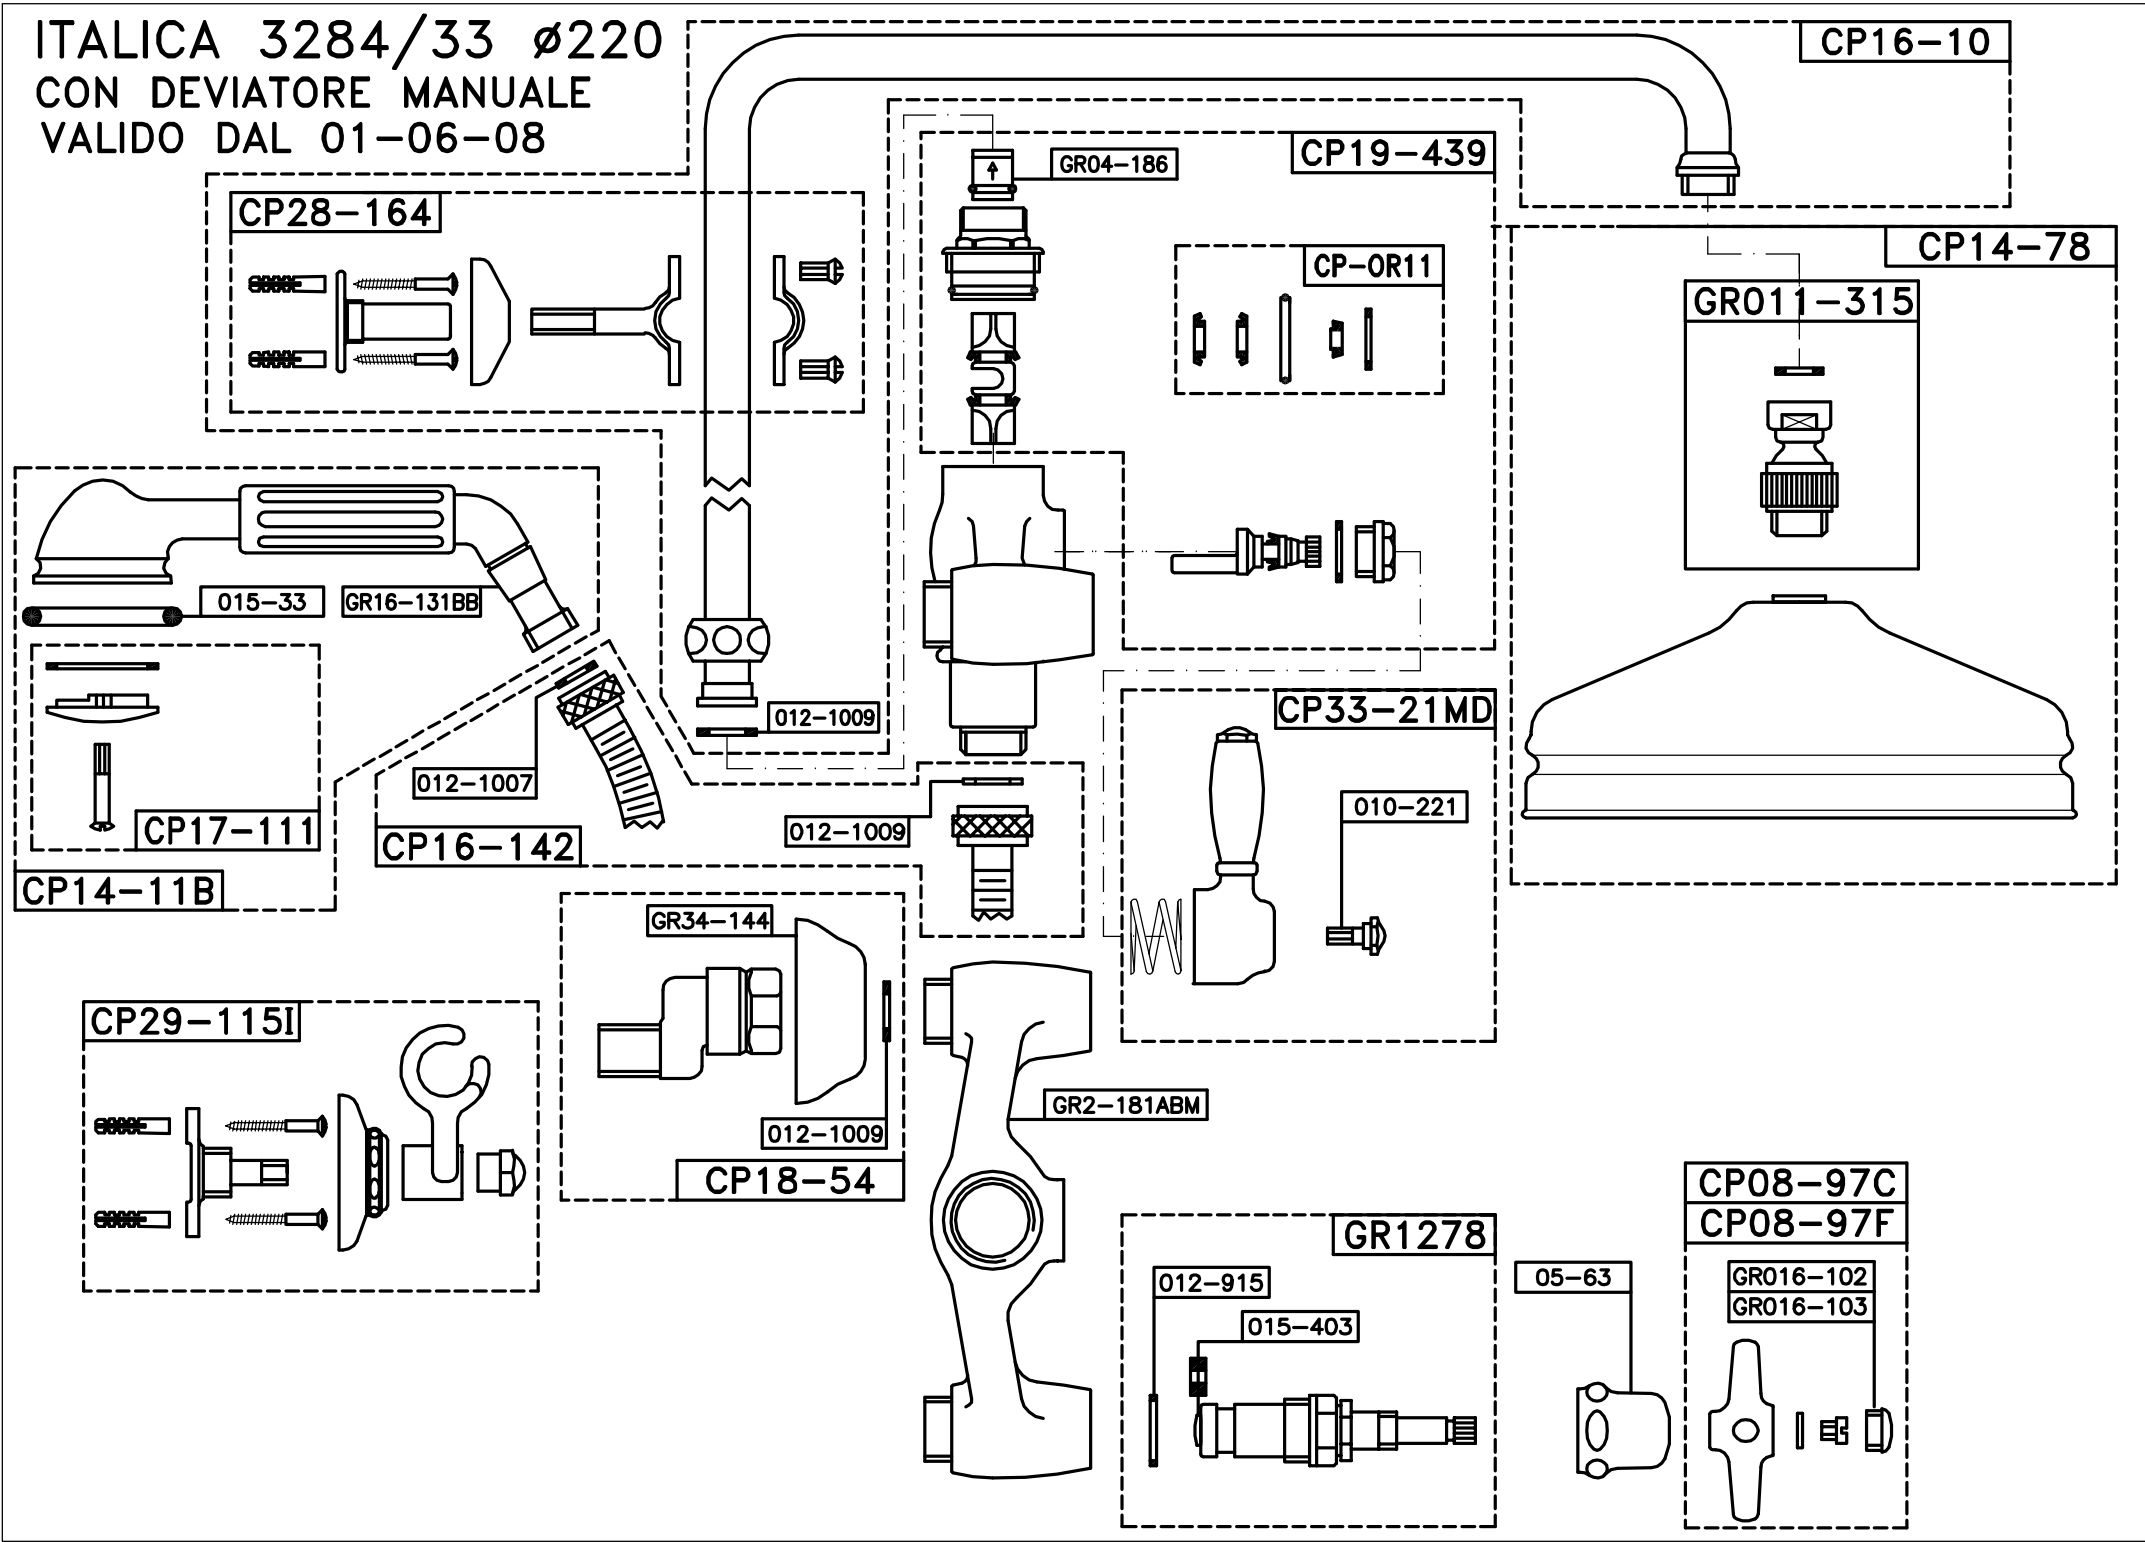 ITALICA 3284/33 ø220
CON DEVIATORE MANUALE
VALIDO DAL 01-06-08
CP16-10
CP19-439
GR04-186
CP28-164
CP14-78
CP-OR11
GR011-315
015-33
GR16-131BB
012-1009
CP33-21MD
012-1007
010-221
CP17-111
012-1009
CP16-142
CP14-11B
GR34-144
CP29-115I
GR2-181ABM
012-1009
CP18-54
CP08-97C
CP08-97F
GR1278
012-915
05-63
GR016-102
GR016-103
015-403